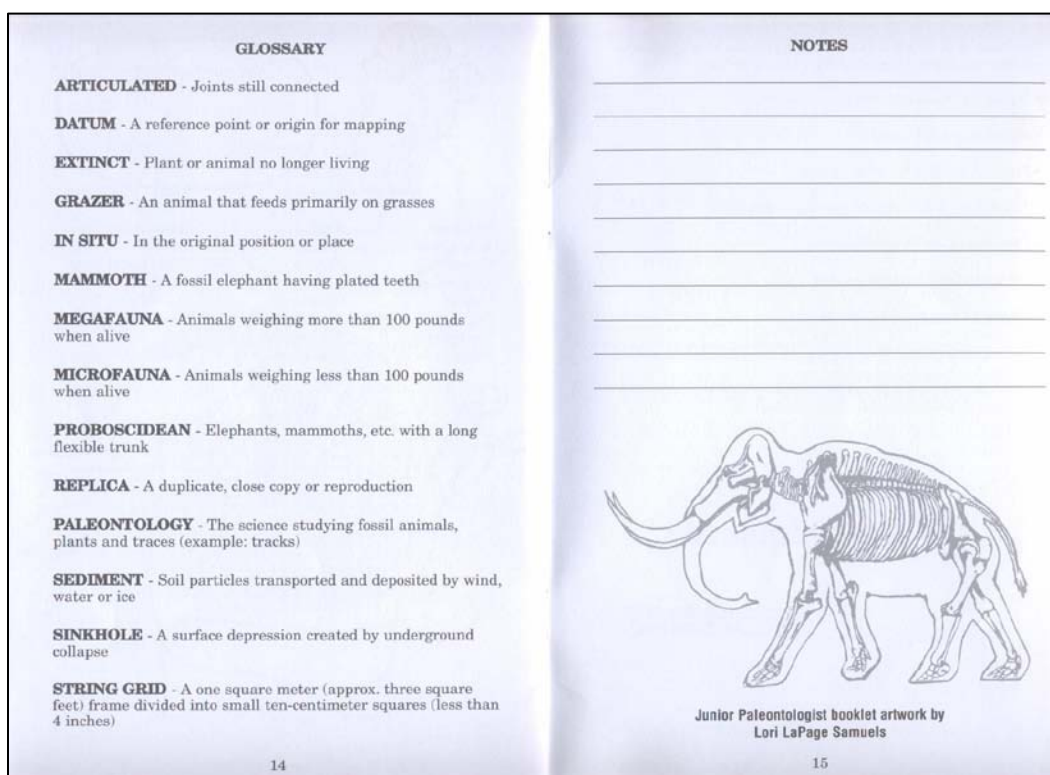 GLOSSARY
ARTICULATED - Joints still connected
DATUM - A reference point or origin for mapping
EXTINCT - Plant or animal no longer living
GRAZER - An animal that feeds primarily on grasses
IN SITU - In the original position or place
MAMMOTH - A fossil elephant having plated teeth
MEGAFAUNA - Animals weighing more than 100 pounds
when alive
MICROFAUNA - Animals weighing less than 100 pounds
when alive
PROBOSCIDEAN - Elephants, mammoths, etc. with a long
flexible trunk
REPLICA - A duplicate, close copy or reproduction
PALEONTOLOGY - The science studying fossil animals,
plants and traces (example: tracks)
SEDIMENT - Soil particles transported and deposited by wind,
water or ice
SINKHOLE - A surface depression created by underground
collapse
STRING GRID - A one square meter (approx. three square
feet) frame divided into small ten-centimeter squares (less than
4 inches)
14
NOTES
Junior Paleontologist booklet artwork by
Lori LaPage Samuels
15